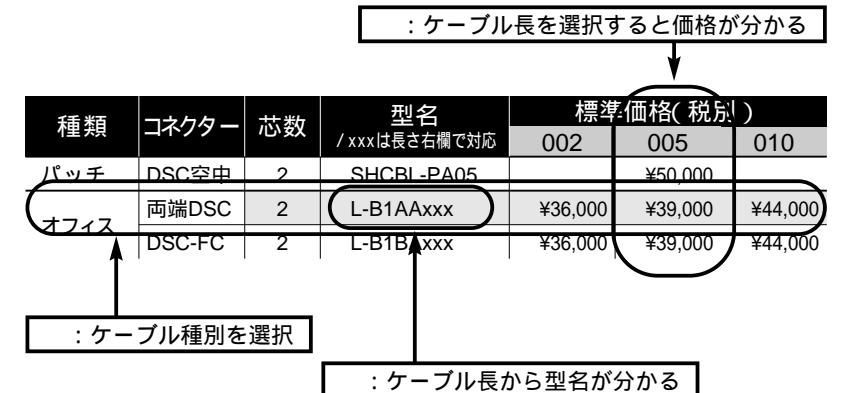 ：ケーブル長を選択すると価格が分かる
種類 コネクター 芯数 型名 標準価格(税別)
/xxxは長さ右欄で対応 002 005 010
パッチ DSC空中 2 SHCBL-PA05 ¥50,000
オフィス 両端DSC 2 L-B1AAxxx ¥36,000 ¥39,000 ¥44,000
DSC-FC 2 L-B1BAxxx ¥36,000 ¥39,000 ¥44,000
：ケーブル種別を選択
：ケーブル長から型名が分かる